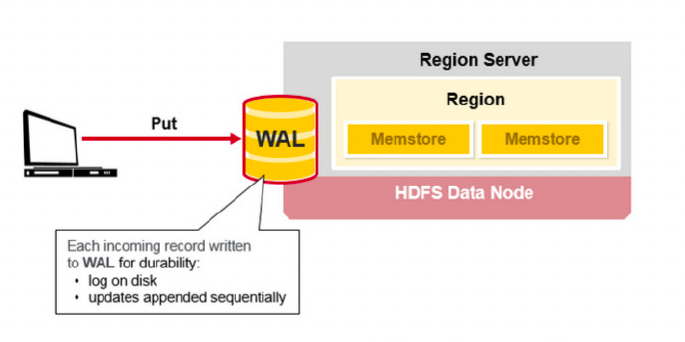 Region Server
Region
Put
WAL
Memstore Memstore
HDFS Data Node
Each incoming record written
to WAL for durability:
• log on disk
• updates appended sequentially